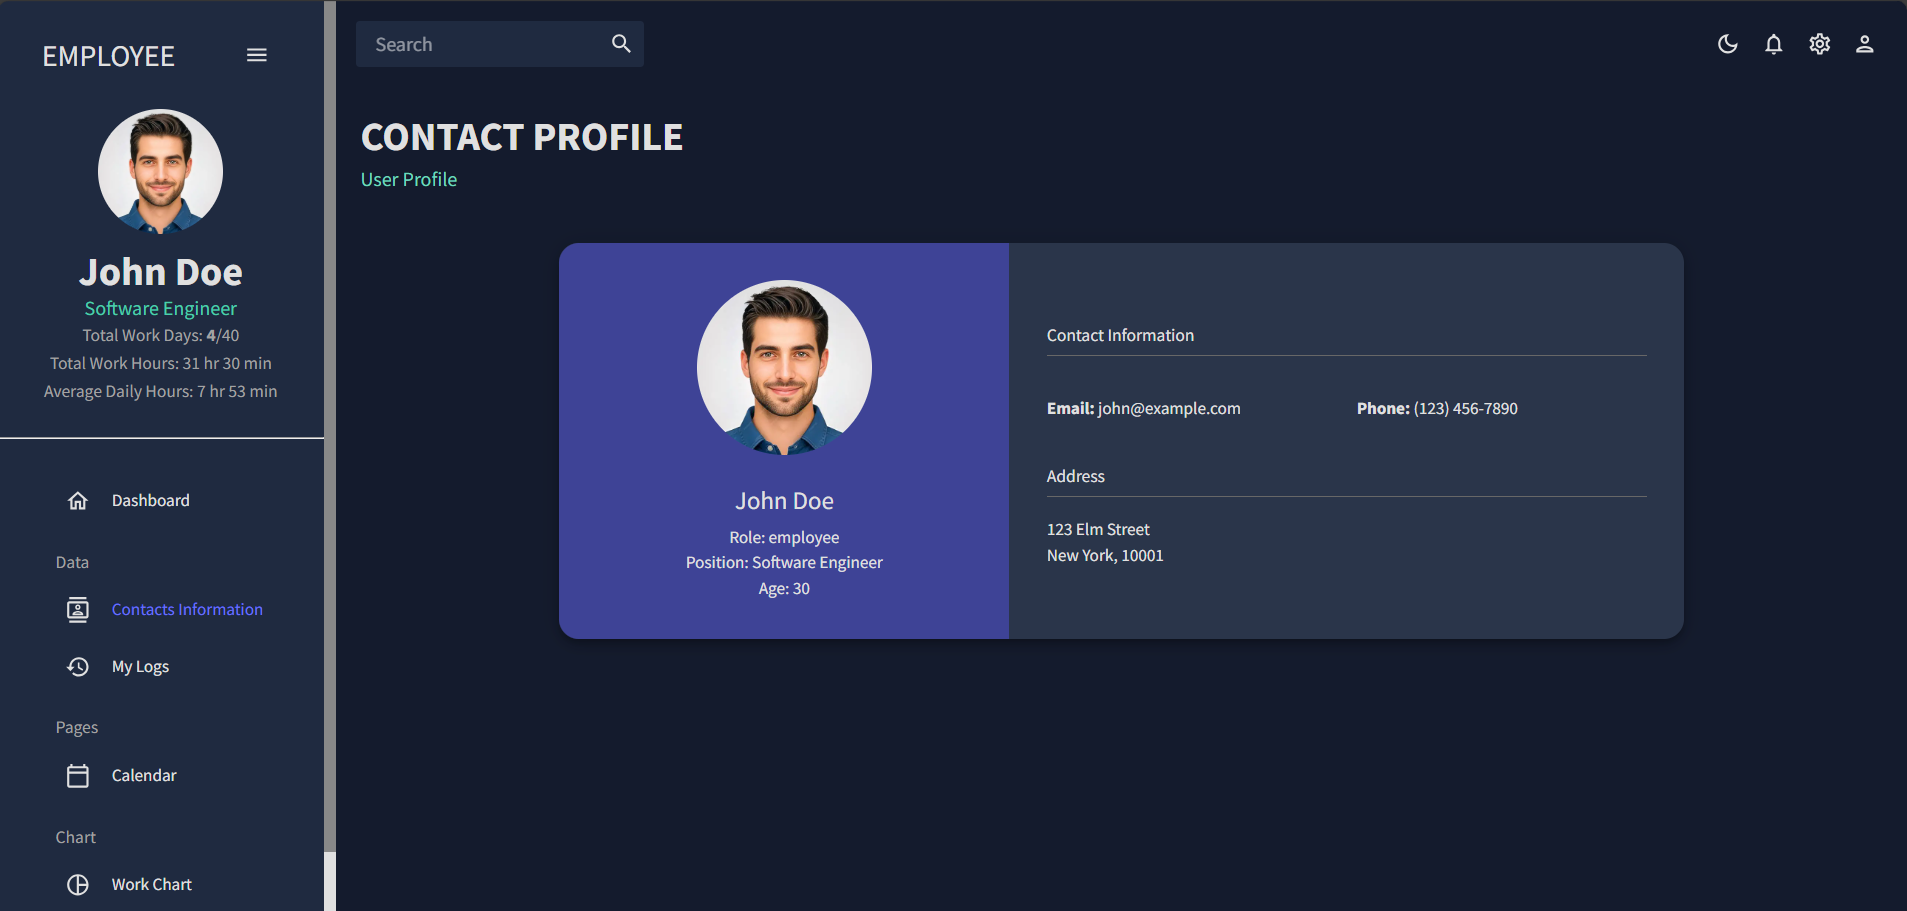 EMPLOYEE
John Doe
Software Engineer
Total Work Days: 4/40
Total Work Hours: 31 hr 30 min
Average Daily Hours: 7 hr 53 min
Dashboard
Data
Contacts Information
My Logs
Pages
Calendar
Chart
Work Chart
Search
CONTACT PROFILE
User Profile
John Doe
Role: employee
Position: Software Engineer
Age: 30
Contact Information
Email: john@example.com Phone: (123) 456-7890
Address
123 Elm Street
New York, 10001